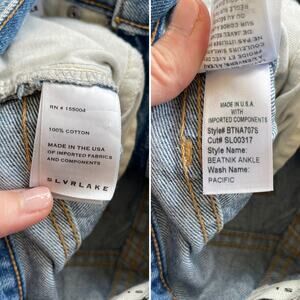 RN # 155004
100% COTTON
MADE IN USA
OF IMPORTED FABRICS
AND COMPONENTS
SLVRLAKE
MADE IN U.S.A
WITH
IMPORTED COMPONENTS
Style# BTNA707S
Cut# SL00317
Style Name:
BEATNIK ANKLE
Wash Name:
PACIFIC